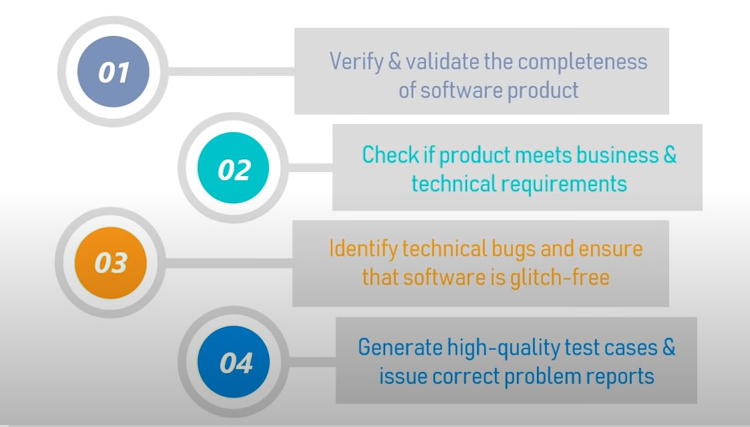 01
Verify & validate the completeness
of software product
02
Check if product meets business &
technical requirements
03
Identify technical bugs and ensure
that software is glitch-free
04
Generate high-quality test cases &
issue correct problem reports